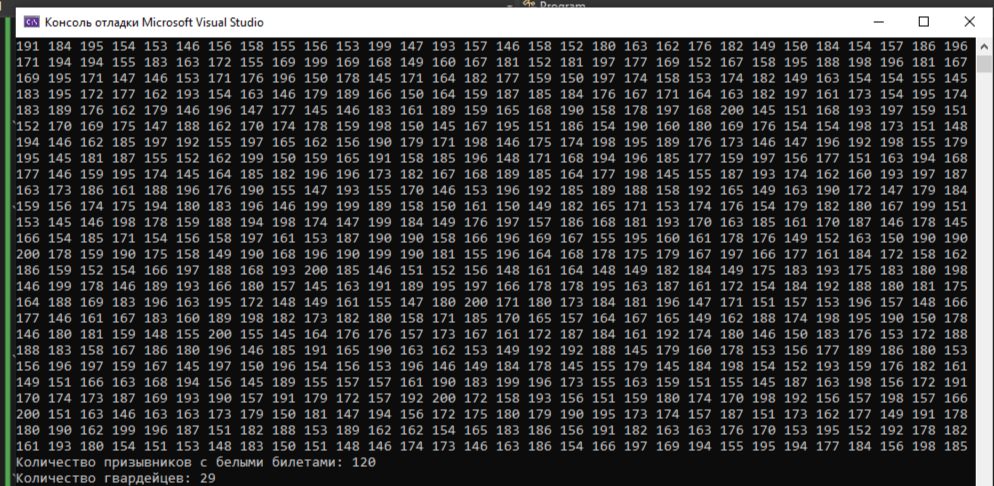 Program
Консоль отладки Microsoft Visual Studio
191 184 195 154 153 146 156 158 155 156 153 199 147 193 157 146 158 152 180 163 162 176 182 149 150 184 154 157 186 196
171 194 194 155 183 163 172 155 169 199 169 168 149 160 167 181 152 181 197 177 169 152 167 158 195 188 198 196 181 167
169 195 171 147 146 153 171 176 196 150 178 145 171 164 182 177 159 150 197 174 158 153 174 182 149 163 154 154 155 145
183 195 172 177 162 193 154 163 146 179 189 166 150 164 159 187 185 184 176 167 171 164 163 182 197 161 173 154 195 174
183 189 176 162 179 146 196 147 177 145 146 183 161 189 159 165 168 190 158 178 197 168 200 145 151 168 193 197 159 151
152 170 169 175 147 188 162 170 174 178 159 198 150 145 167 195 151 186 154 190 160 180 169 176 154 154 198 173 151 148
194 146 162 185 197 192 155 197 165 162 156 190 179 171 198 146 175 174 198 195 189 176 173 146 147 196 192 198 155 179
195 145 181 187 155 152 162 199 150 159 165 191 158 185 196 148 171 168 194 196 185 177 159 197 156 177 151 163 194 168
177 146 159 195 174 145 164 185 182 196 196 173 182 167 168 189 185 164 177 198 145 155 187 193 174 162 160 193 197 187
163 173 186 161 188 196 176 190 155 147 193 155 170 146 153 196 192 185 189 188 158 192 165 149 163 190 172 147 179 184
159 156 174 175 194 180 183 196 146 199 199 189 158 150 161 150 149 182 165 171 153 174 176 154 179 182 180 167 199 151
153 145 146 198 178 159 188 194 198 174 147 199 184 149 176 197 157 186 168 181 193 170 163 185 161 170 187 146 178 145
166 154 185 171 154 156 158 197 161 153 187 190 190 158 166 196 169 167 155 195 160 161 178 176 149 152 163 150 190 190
200 178 159 190 175 158 149 190 168 196 190 199 190 181 155 196 164 168 178 175 179 167 197 166 177 161 184 172 158 162
186 159 152 154 166 197 188 168 193 200 185 146 151 152 156 148 161 164 148 149 182 184 149 175 183 193 175 183 180 198
146 199 178 146 189 193 166 180 157 145 163 191 189 195 197 166 178 178 195 163 187 161 172 154 184 192 188 180 181 175
164 188 169 183 196 163 195 172 148 149 161 155 147 180 200 171 180 173 184 181 196 147 171 151 157 153 196 157 148 166
177 146 161 167 183 160 189 198 182 173 182 180 158 171 185 170 165 157 164 167 165 149 162 188 174 198 195 190 150 178
146 180 181 159 148 155 200 155 145 164 176 176 157 173 167 161 172 187 184 161 192 174 180 146 150 183 176 153 172 188
188 183 158 167 186 180 196 146 185 191 165 190 163 162 153 149 192 192 188 145 179 160 178 153 156 177 189 186 180 153
156 196 197 159 167 145 197 150 196 154 156 153 196 146 149 184 178 145 155 179 145 184 198 154 152 193 159 176 182 161
149 151 166 163 168 194 156 145 189 155 157 157 161 190 183 199 196 173 155 163 159 151 155 145 187 163 198 156 172 191
170 174 173 187 169 193 190 157 191 179 172 157 192 200 172 158 193 156 151 159 180 174 170 198 192 156 157 198 157 166
200 151 163 146 163 163 173 179 150 181 147 194 156 172 175 180 179 190 195 173 174 157 187 151 173 162 177 149 191 178
180 190 162 199 196 187 151 182 188 153 189 162 162 154 165 183 186 156 191 182 163 163 176 170 153 195 152 192 178 182
161 193 180 154 151 153 148 183 150 151 148 146 174 173 146 163 186 154 166 197 169 194 155 195 194 177 184 156 198 185
Количество призывников с белыми билетами: 120
Количество гвардейцев: 29